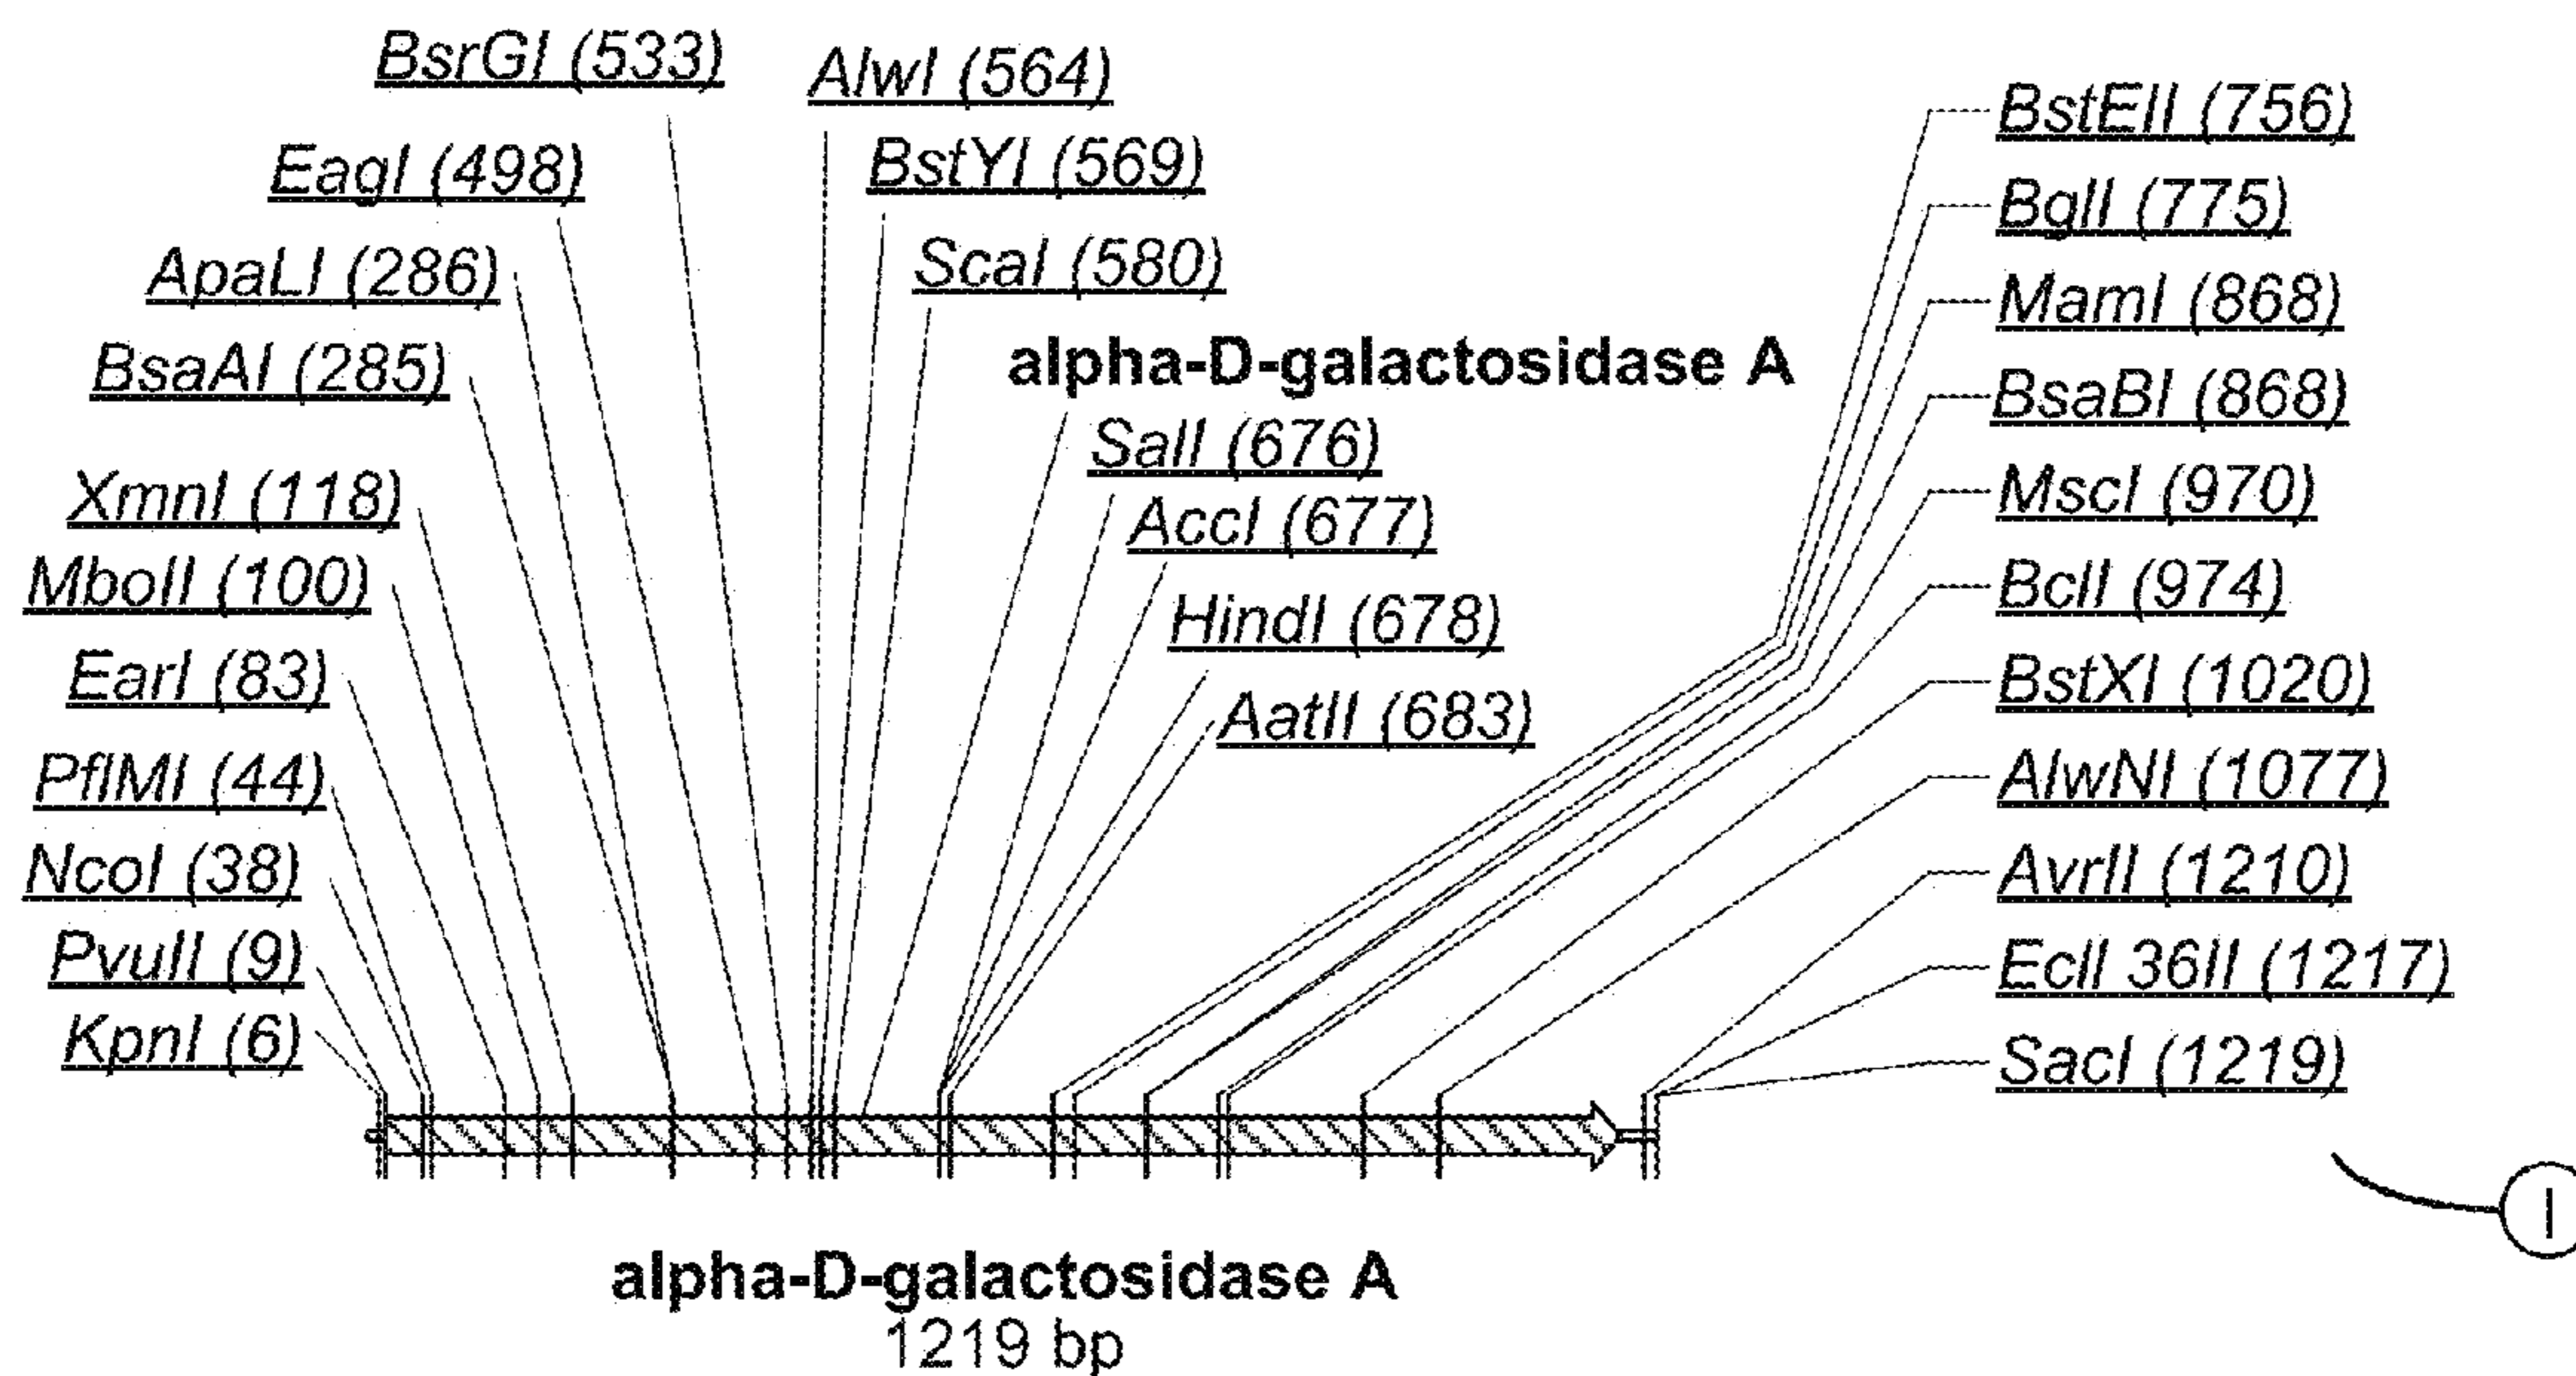 BsrGI (533)
EagI (498)
ApaLI (286)
BsaAI (285)
XmnI (118)
MboII (100)
EarI (83)
PflMI (44)
NcoI (38)
PvuII (9)
KpnI (6)
AlwI (564)
BstYI (569)
ScaI (580)
alpha-D-galactosidase A
SalI (676)
AccI (677)
HindI (678)
AatII (683)
BstEII (756)
BglI (775)
MamI (868)
BsaBI (868)
MscI (970)
BclI (974)
BstXI (1020)
AlwNI (1077)
AvrII (1210)
EclI 36II (1217)
SacI (1219)
I
alpha-D-galactosidase A
1219 bp